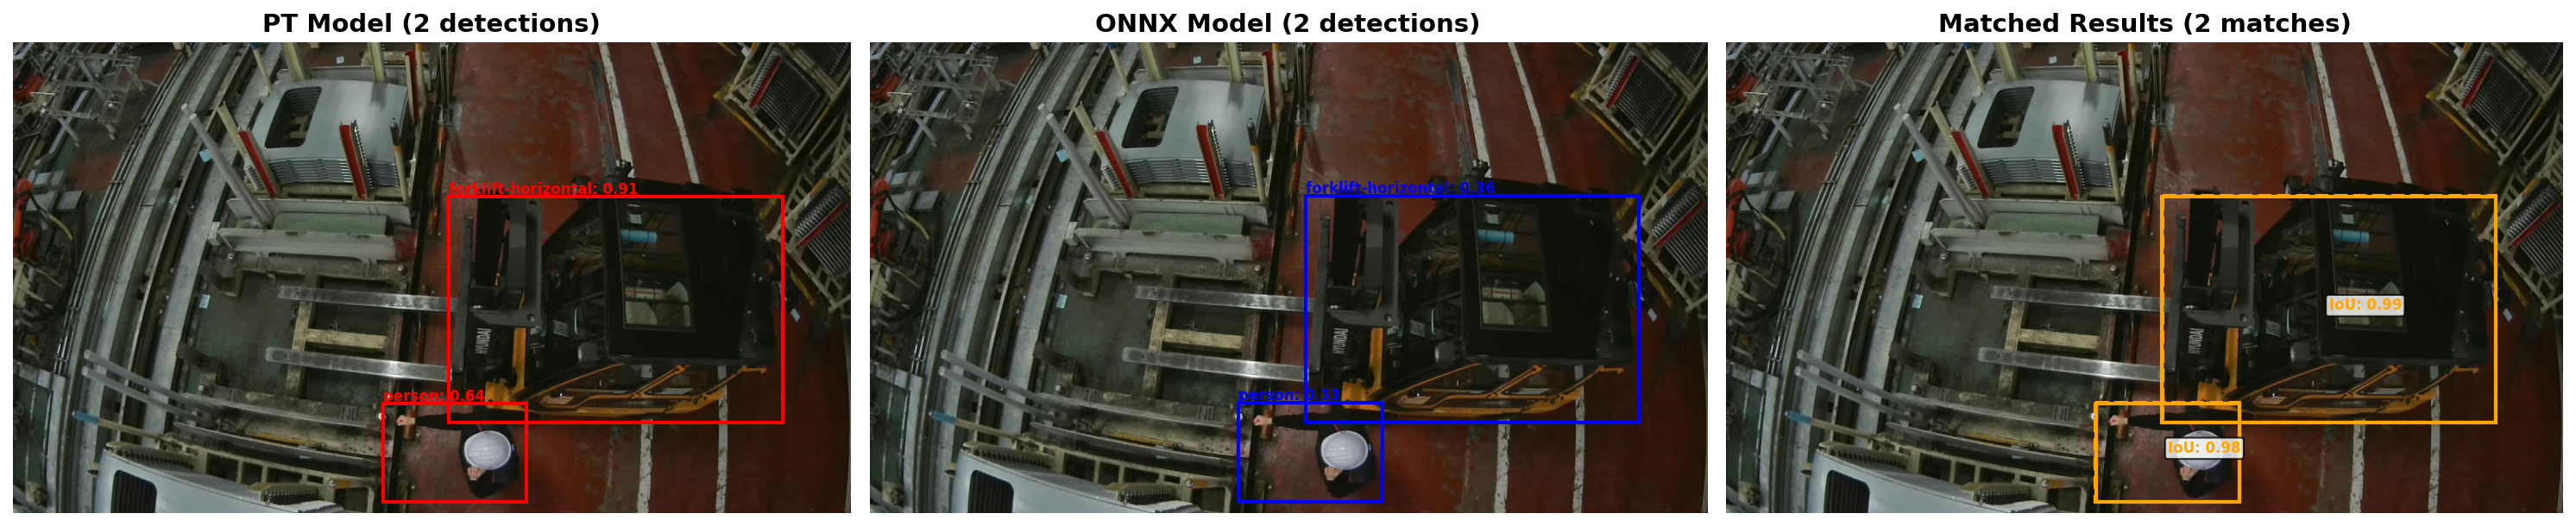 PT Model (2 detections)
ONNX Model (2 detections)
Matched Results (2 matches)
forklift-horizontal: 0.91
person: 0.64
forklift-horizontal: 0.36
person: 0.33
IoU: 0.99
IoU: 0.98